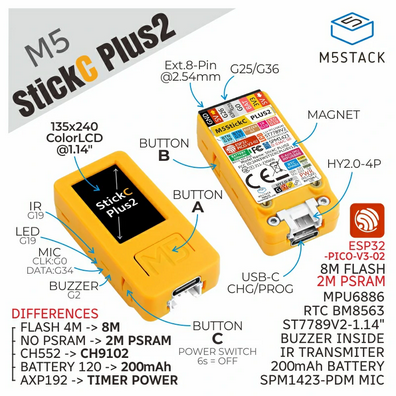 M5
StickC Plus2
M5STACK
Ext.8-Pin
@2.54mm
G25/G36
135x240
ColorLCD
@1.14"
BUTTON
B
BUTTON
A
MAGNET
HY2.0-4P
M5StickC PLUS2
ST7789V2
StickC
Plus2
M5
IR
G19
LED
G19
MIC
CLK:G0
DATA:G34
BUZZER
G2
USB-C
CHG/PROG
BUTTON
C
POWER SWITCH
6s = OFF
ESP32
-PICO-V3-02
8M FLASH
2M PSRAM
MPU6886
RTC BM8563
ST7789V2-1.14"
BUZZER INSIDE
IR TRANSMITER
200mAh BATTERY
SPM1423-PDM MIC
DIFFERENCES
FLASH 4M -> 8M
NO PSRAM -> 2M PSRAM
CH552 -> CH9102
BATTERY 120 -> 200mAh
AXP192 -> TIMER POWER